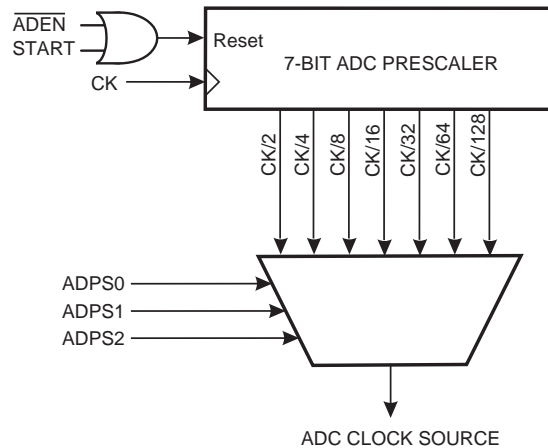 ADEN
START
Reset
7-BIT ADC PRESCALER
CK
CK/2
CK/4
CK/8
CK/16
CK/32
CK/64
CK/128
ADPS0
ADPS1
ADPS2
ADC CLOCK SOURCE